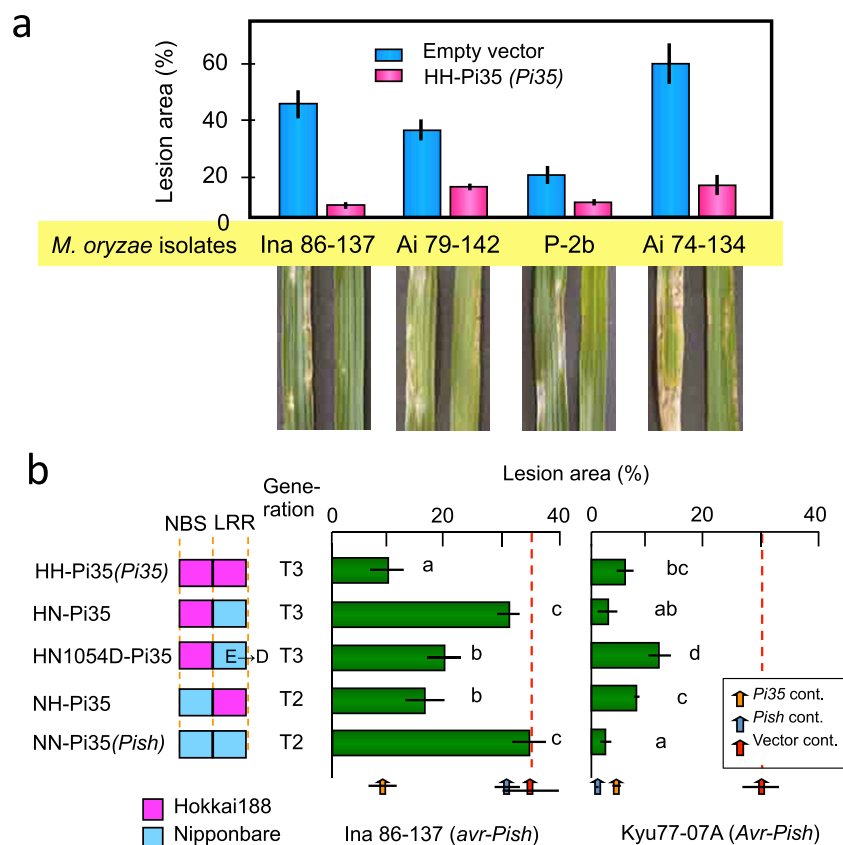 a
Lesion area (%)
60
40
20
0
Empty vector
HH-Pi35 (Pi35)
M. oryzae isolates Ina 86-137 Ai 79-142 P-2b Ai 74-134
b
Lesion area (%)
Gene-
ration
NBS LRR
0 20 40 0 10 20 40
HH-Pi35(Pi35) T3 a bc
HN-Pi35 T3 c ab
HN1054D-Pi35 E→D T3 b d
NH-Pi35 T2 b c
NN-Pi35(Pish) T2 c a
Pi35 cont.
Pish cont.
Vector cont.
Hokkai188
Nipponbare
Ina 86-137 (avr-Pish) Kyu77-07A (Avr-Pish)